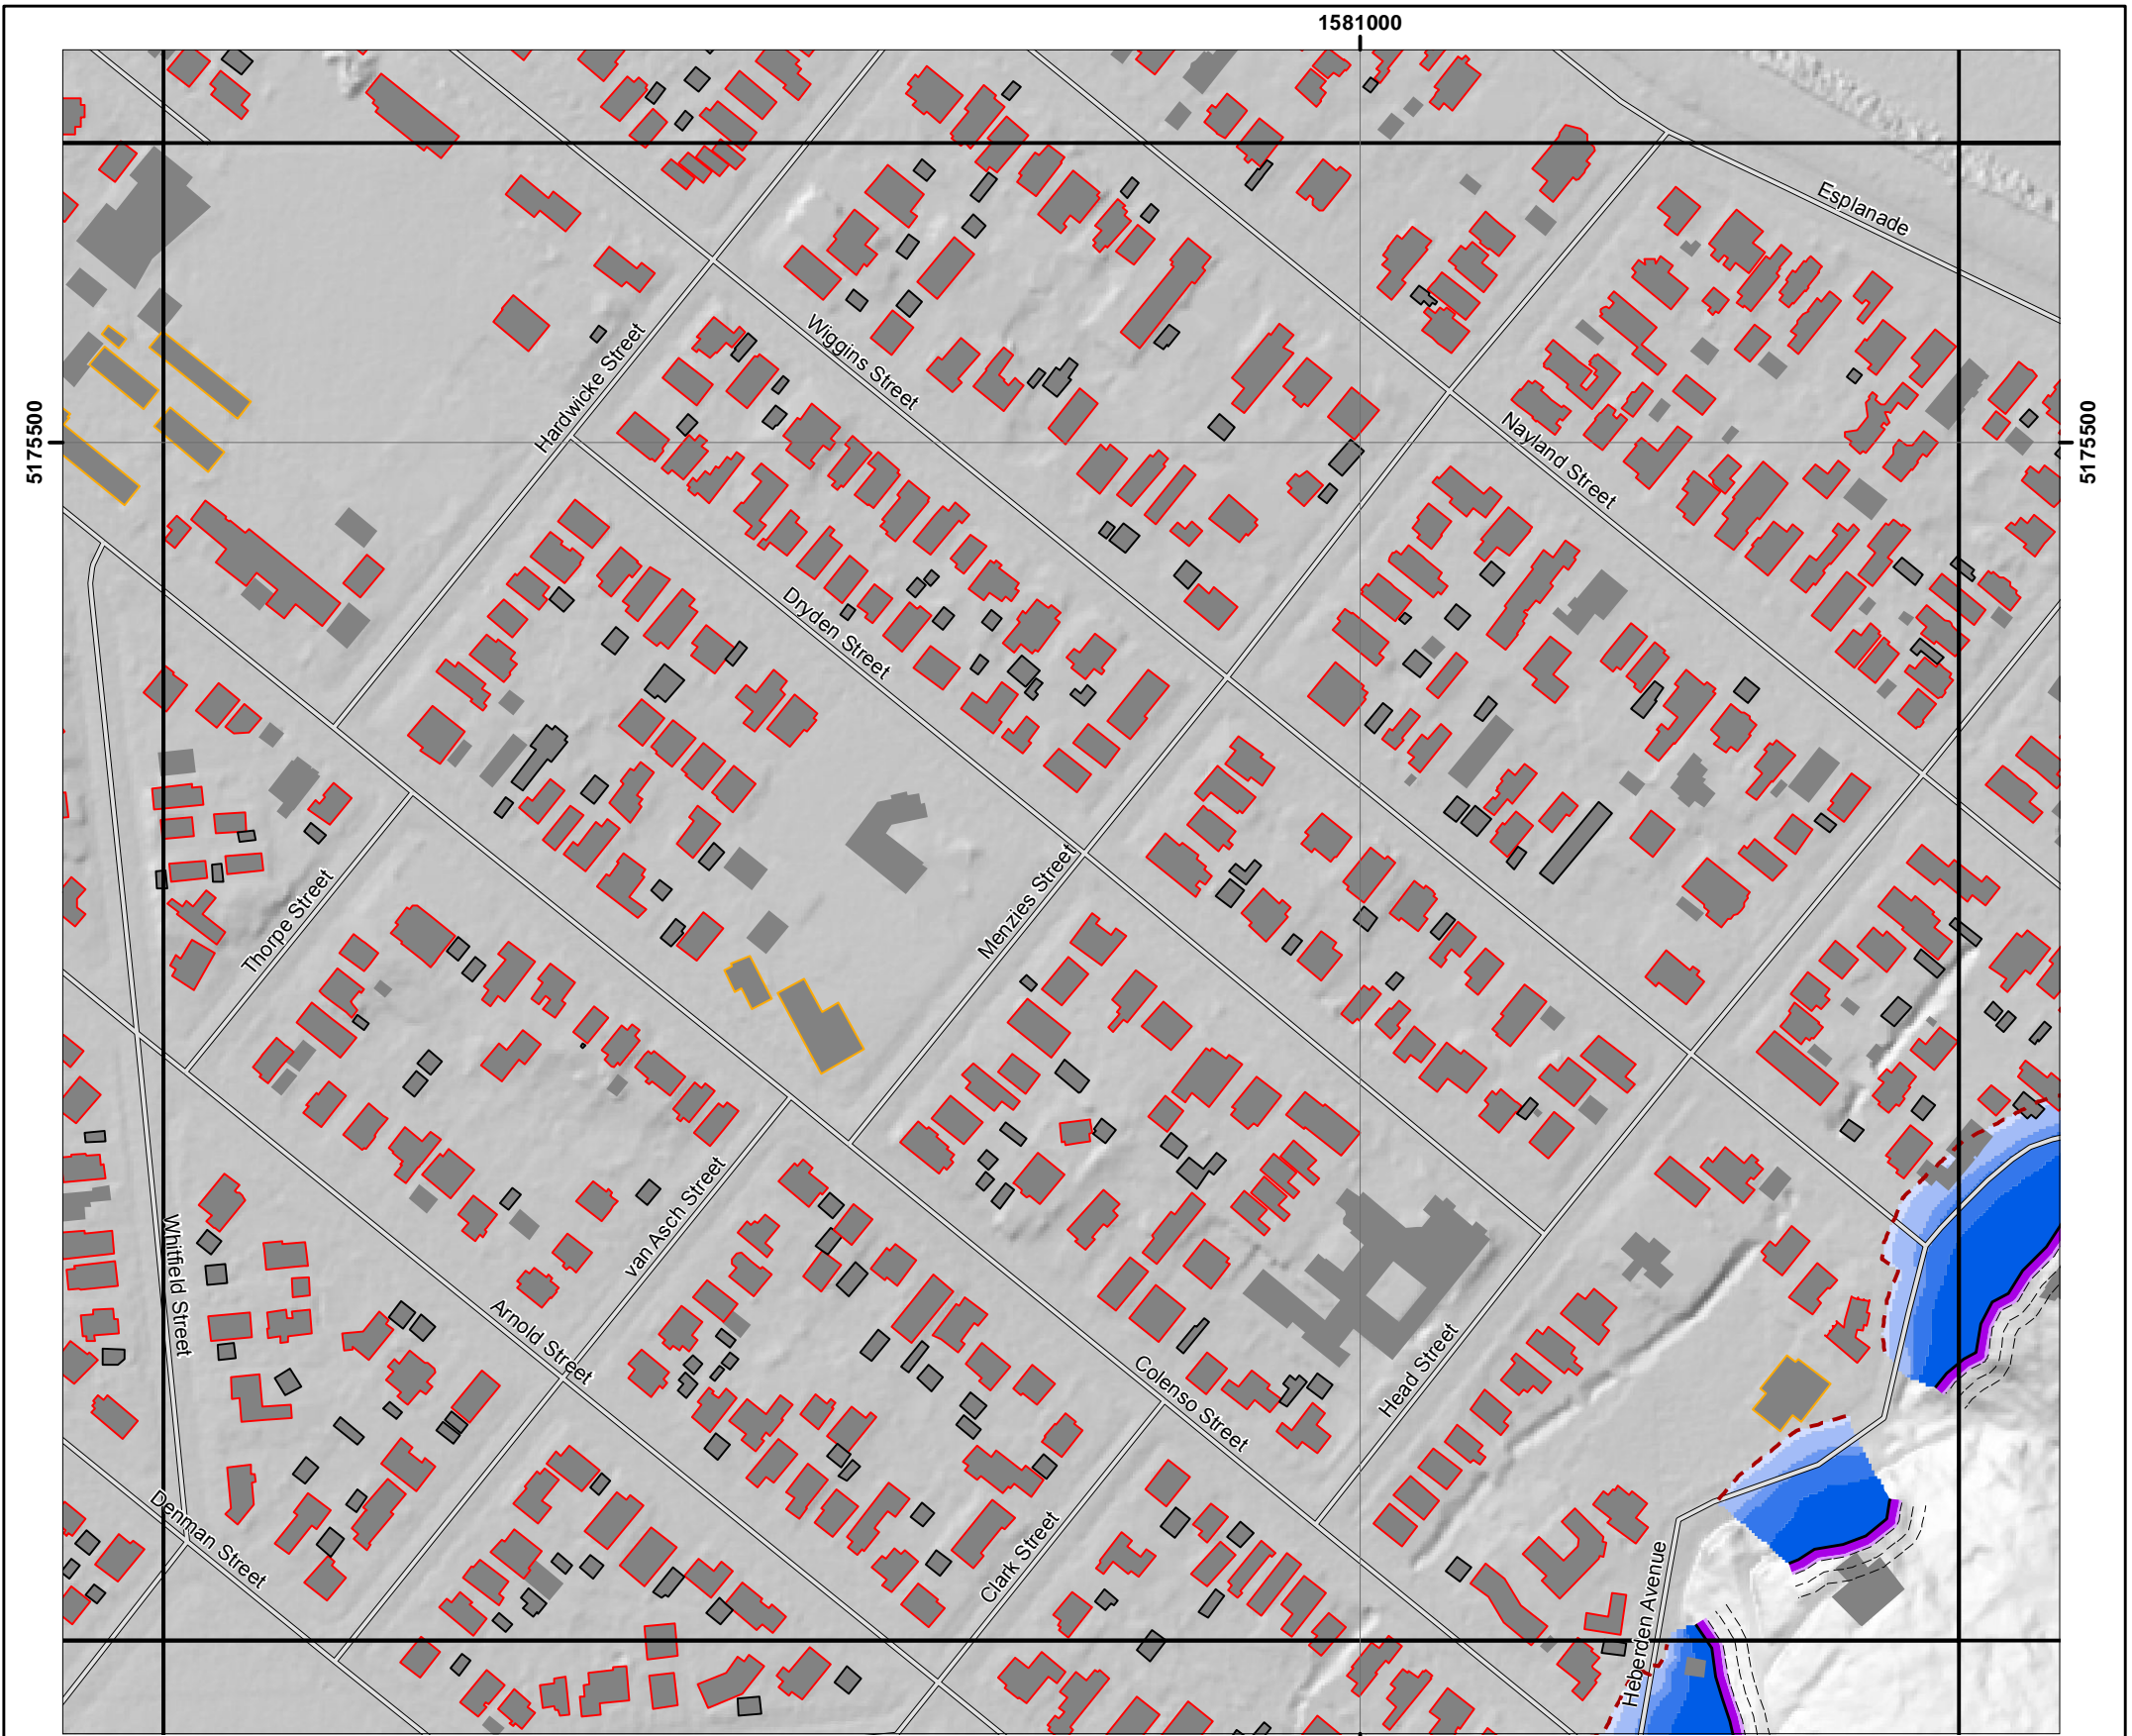 1581000
Esplanade
Wiggins Street
Hardwicke Street
5175500
5175500
Nayland Street
Dryden Street
Menzies Street
Thorpe Street
van Asch Street
Whitfield Street
Arnold Street
Colenso Street
Head Street
Denman Street
Clark Street
Heberden Avenue